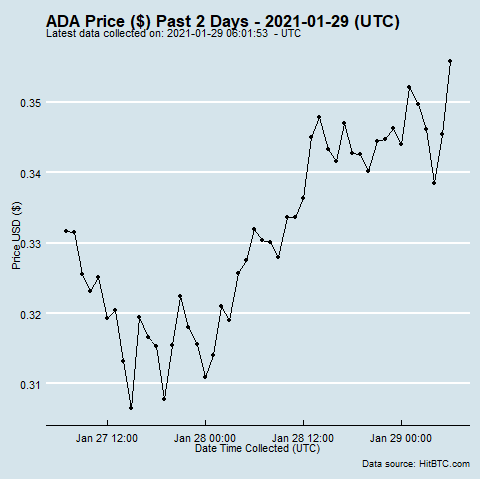 ADA Price ($) Past 2 Days - 2021-01-29 (UTC)
Latest data collected on: 2021-01-29 06:01:53  - UTC
Price USD ($)
0.35
0.34
0.33
0.32
0.31
Jan 27 12:00
Jan 28 00:00
Jan 28 12:00
Jan 29 00:00
Date Time Collected (UTC)
Data source: HitBTC.com